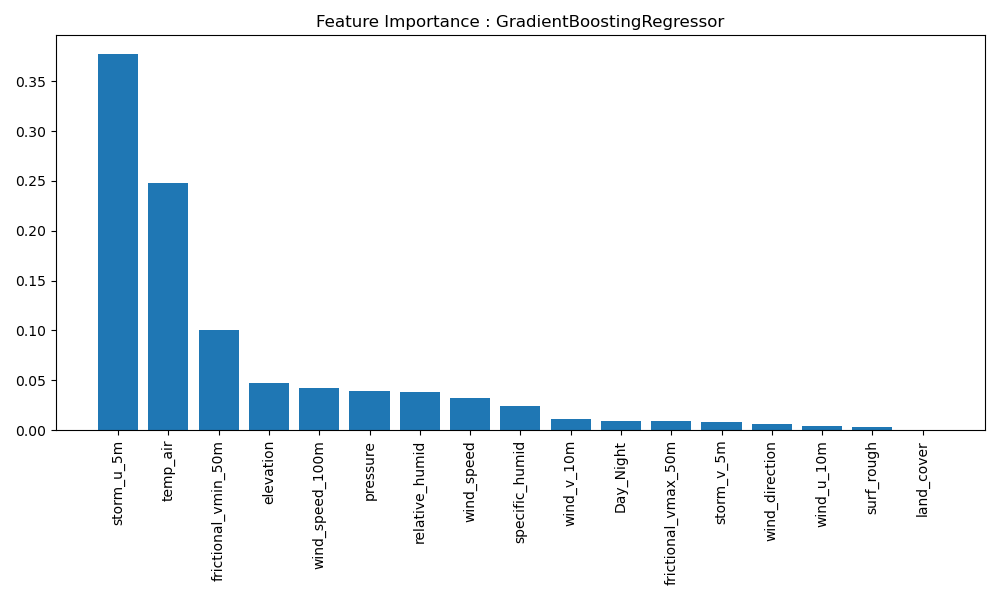 Feature Importance : GradientBoostingRegressor
0.35
0.30
0.25
0.20
0.15
0.10
0.05
0.00
storm_u_5m
temp_air
frictional_vmin_50m
elevation
wind_speed_100m
pressure
relative_humid
wind_speed
specific_humid
wind_v_10m
Day_Night
frictional_vmax_50m
storm_v_5m
wind_direction
wind_u_10m
surf_rough
land_cover